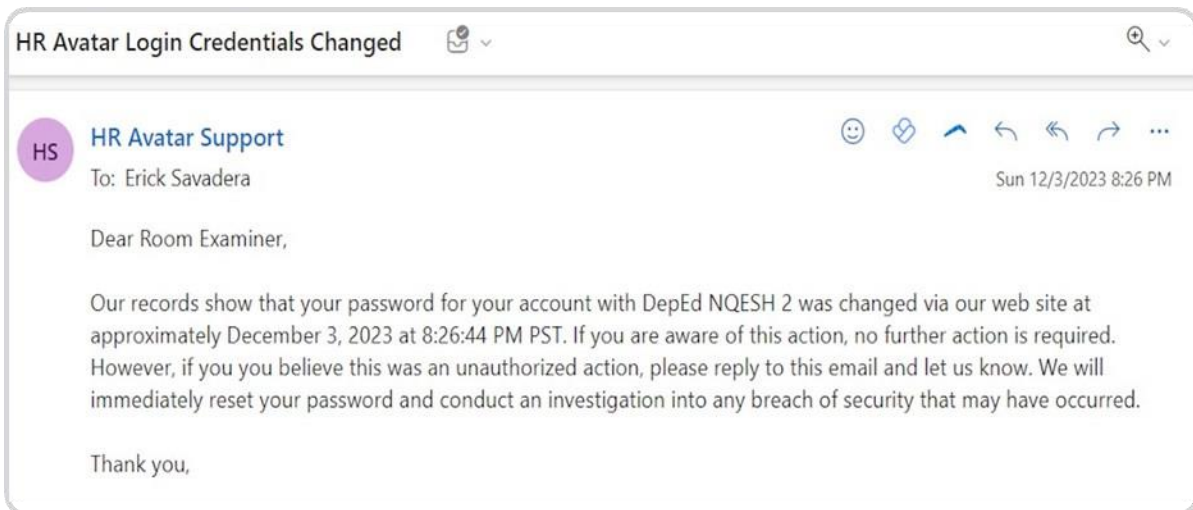 HR Avatar Login Credentials Changed
HS
HR Avatar Support
To: Erick Savadera
Sun 12/3/2023 8:26 PM
Dear Room Examiner,
Our records show that your password for your account with DepEd NQESH 2 was changed via our web site at
approximately December 3, 2023 at 8:26:44 PM PST. If you are aware of this action, no further action is required.
However, if you you believe this was an unauthorized action, please reply to this email and let us know. We will
immediately reset your password and conduct an investigation into any breach of security that may have occurred.
Thank you,